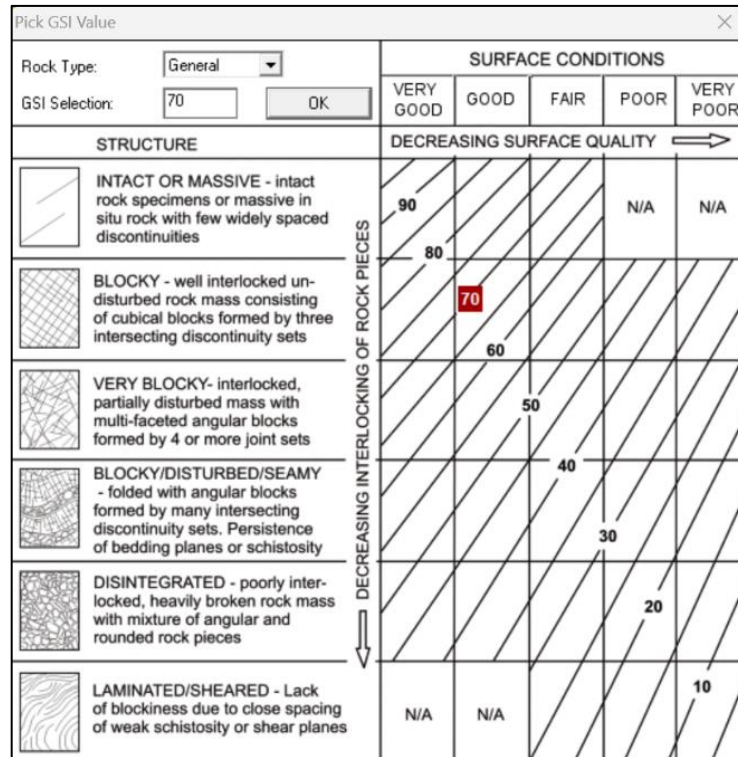 Pick GSI Value
Rock Type:
General
GSI Selection:
70
OK
SURFACE CONDITIONS
VERY
GOOD
GOOD
FAIR
POOR
VERY
POOR
STRUCTURE
DECREASING SURFACE QUALITY
DECREASING INTERLOCKING OF ROCK PIECES
INTACT OR MASSIVE - intact
rock specimens or massive in
situ rock with few widely spaced
discontinuities
90
80
N/A
N/A
BLOCKY - well interlocked un-
disturbed rock mass consisting
of cubical blocks formed by three
intersecting discontinuity sets
70
60
VERY BLOCKY- interlocked,
partially disturbed mass with
multi-faceted angular blocks
formed by 4 or more joint sets
50
BLOCKY/DISTURBED/SEAMY
- folded with angular blocks
formed by many intersecting
discontinuity sets. Persistence
of bedding planes or schistosity
40
30
DISINTEGRATED - poorly inter-
locked, heavily broken rock mass
with mixture of angular and
rounded rock pieces
20
LAMINATED/SHEARED - Lack
of blockiness due to close spacing
of weak schistosity or shear planes
N/A
N/A
10